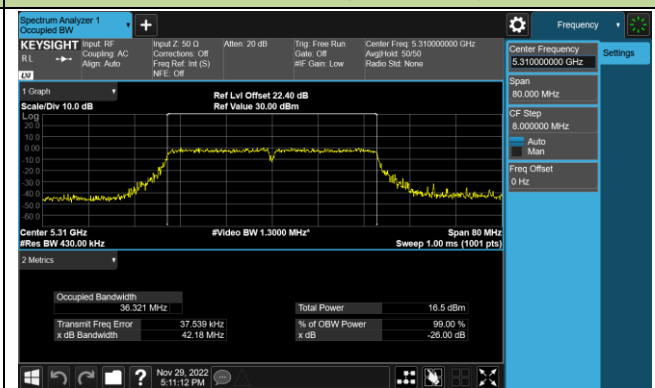 Spectrum Analyzer 1
Occupied BW
Frequency
KEYSIGHT Input: RF
RL
Coupling: AC
Align: Auto
LXI
Input Z: 50 Ω
Corrections: Off
Freq Ref: Int (S)
NFE: Off
Atten: 20 dB
Trig: Free Run
Gate: Off
#IF Gain: Low
Center Freq: 5.310000000 GHz
Avg|Hold: 50/50
Radio Std: None
Center Frequency
5.310000000 GHz
Settings
Span
80.000 MHz
CF Step
8.000000 MHz
Auto
Man
Freq Offset
0 Hz
1 Graph
Scale/Div 10.0 dB
Ref Lvl Offset 22.40 dB
Ref Value 30.00 dBm
Log
20.0
10.0
0.00
-10.0
-20.0
-30.0
-40.0
-50.0
-60.0
Center 5.31 GHz
#Video BW 1.3000 MHz*
Span 80 MHz
#Res BW 430.00 kHz
Sweep 1.00 ms (1001 pts)
2 Metrics
Occupied Bandwidth
36.321 MHz
Total Power 16.5 dBm
Transmit Freq Error 37.539 kHz
% of OBW Power 99.00 %
x dB Bandwidth 42.18 MHz
x dB -26.00 dB
?
Nov 29, 2022
5:11:12 PM